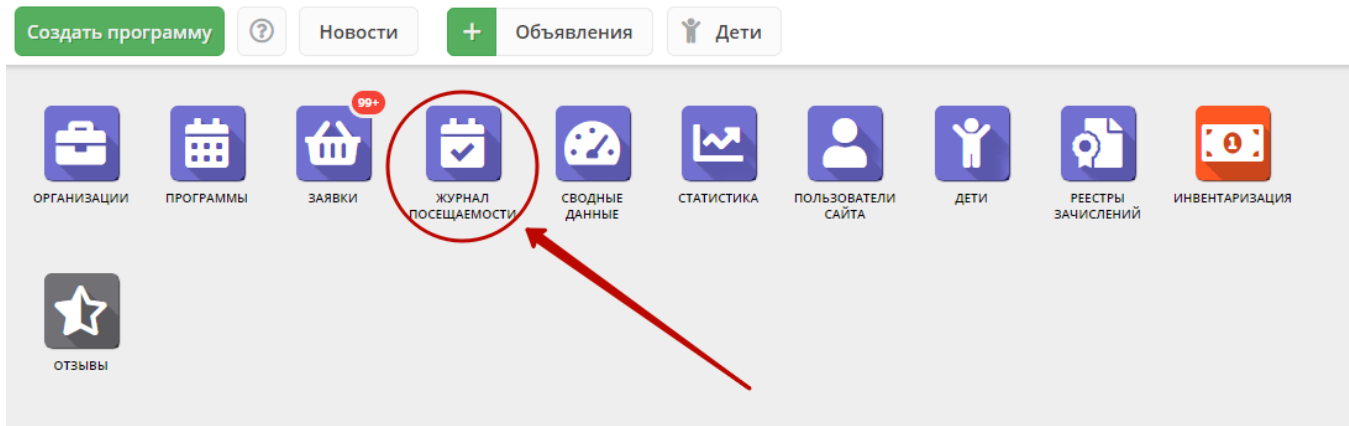 Создать программу
?
Новости
+ Объявления
Дети
99+
ОРГАНИЗАЦИИ
ПРОГРАММЫ
ЗАЯВКИ
ЖУРНАЛ
ПОСЕЩАЕМОСТИ
СВОДНЫЕ
ДАННЫЕ
СТАТИСТИКА
ПОЛЬЗОВАТЕЛИ
САЙТА
ДЕТИ
РЕЕСТРЫ
ЗАЧИСЛЕНИЙ
1
ИНВЕНТАРИЗАЦИЯ
ОТЗЫВЫ